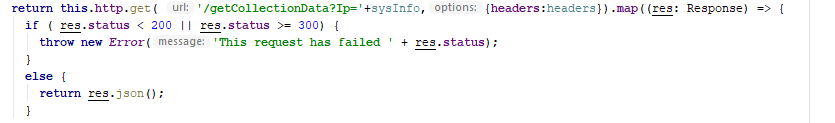 return this.http.get( url: '/getCollectionData?Ip='+sysInfo, options: {headers:headers}).map((res: Response) => {
if ( res.status < 200 || res.status >= 300) {
throw new Error( message: 'This request has failed ' + res.status);
}
else {
return res.json();
}